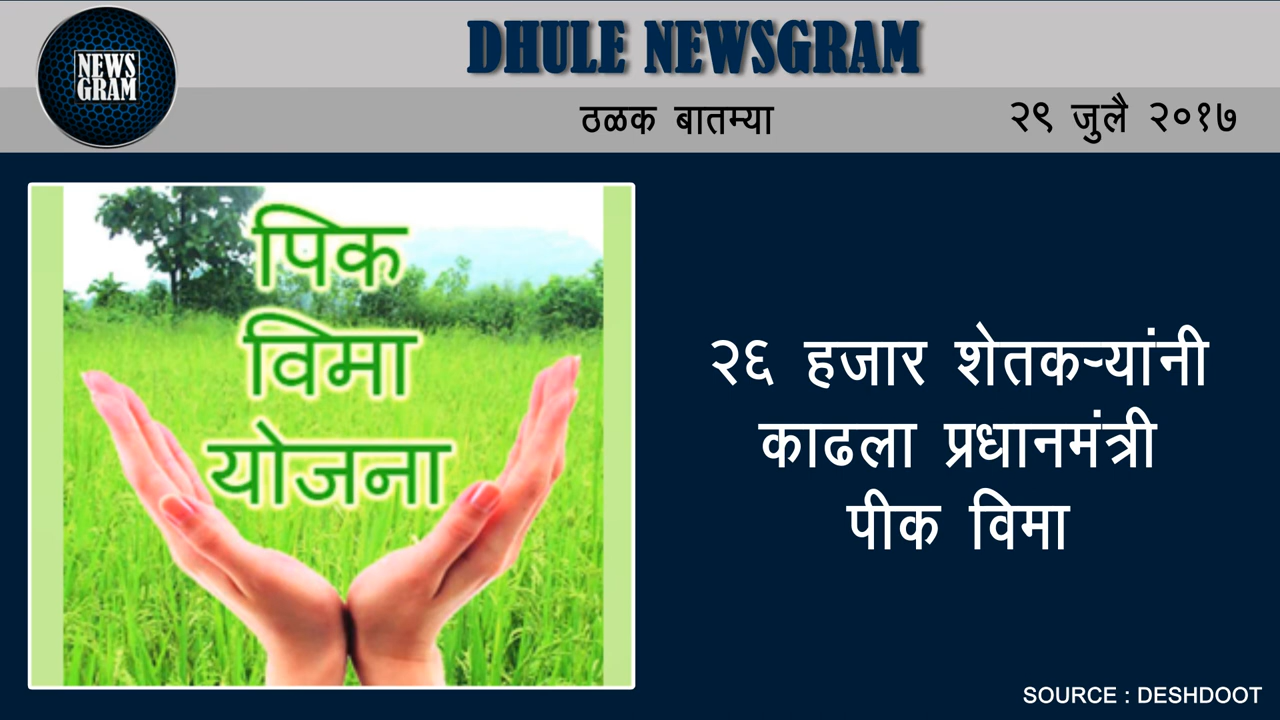 NEWS
GRAM
DHULE NEWSGRAM
ठळक बातम्या
२९ जुलै २०१७
पिक
विमा
योजना
२६ हजार शेतकऱ्यांनी
काढला प्रधानमंत्री
पीक विमा
SOURCE : DESHDOOT